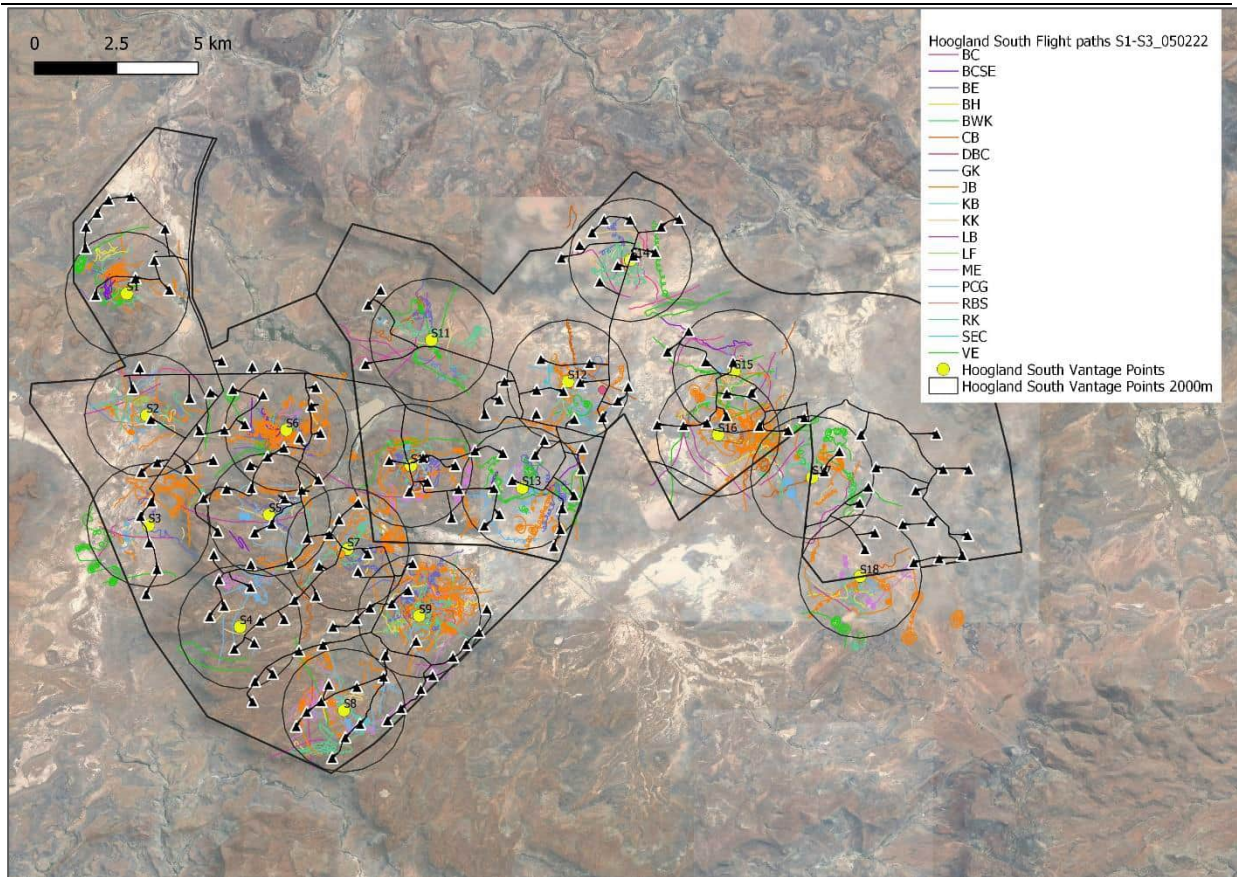 0 2.5 5 km
Hoogland South Flight paths S1-S3_050222
BC
BCSE
BE
BH
BWK
CB
DBC
GK
JB
KB
KK
LB
LF
ME
PCG
RBS
RK
SEC
VE
Hoogland South Vantage Points
Hoogland South Vantage Points 2000m
S14
S1
S11
S15
S12
S2
S6
S16
S17
S13
S5
S3
S7
S18
S9
S4
S8